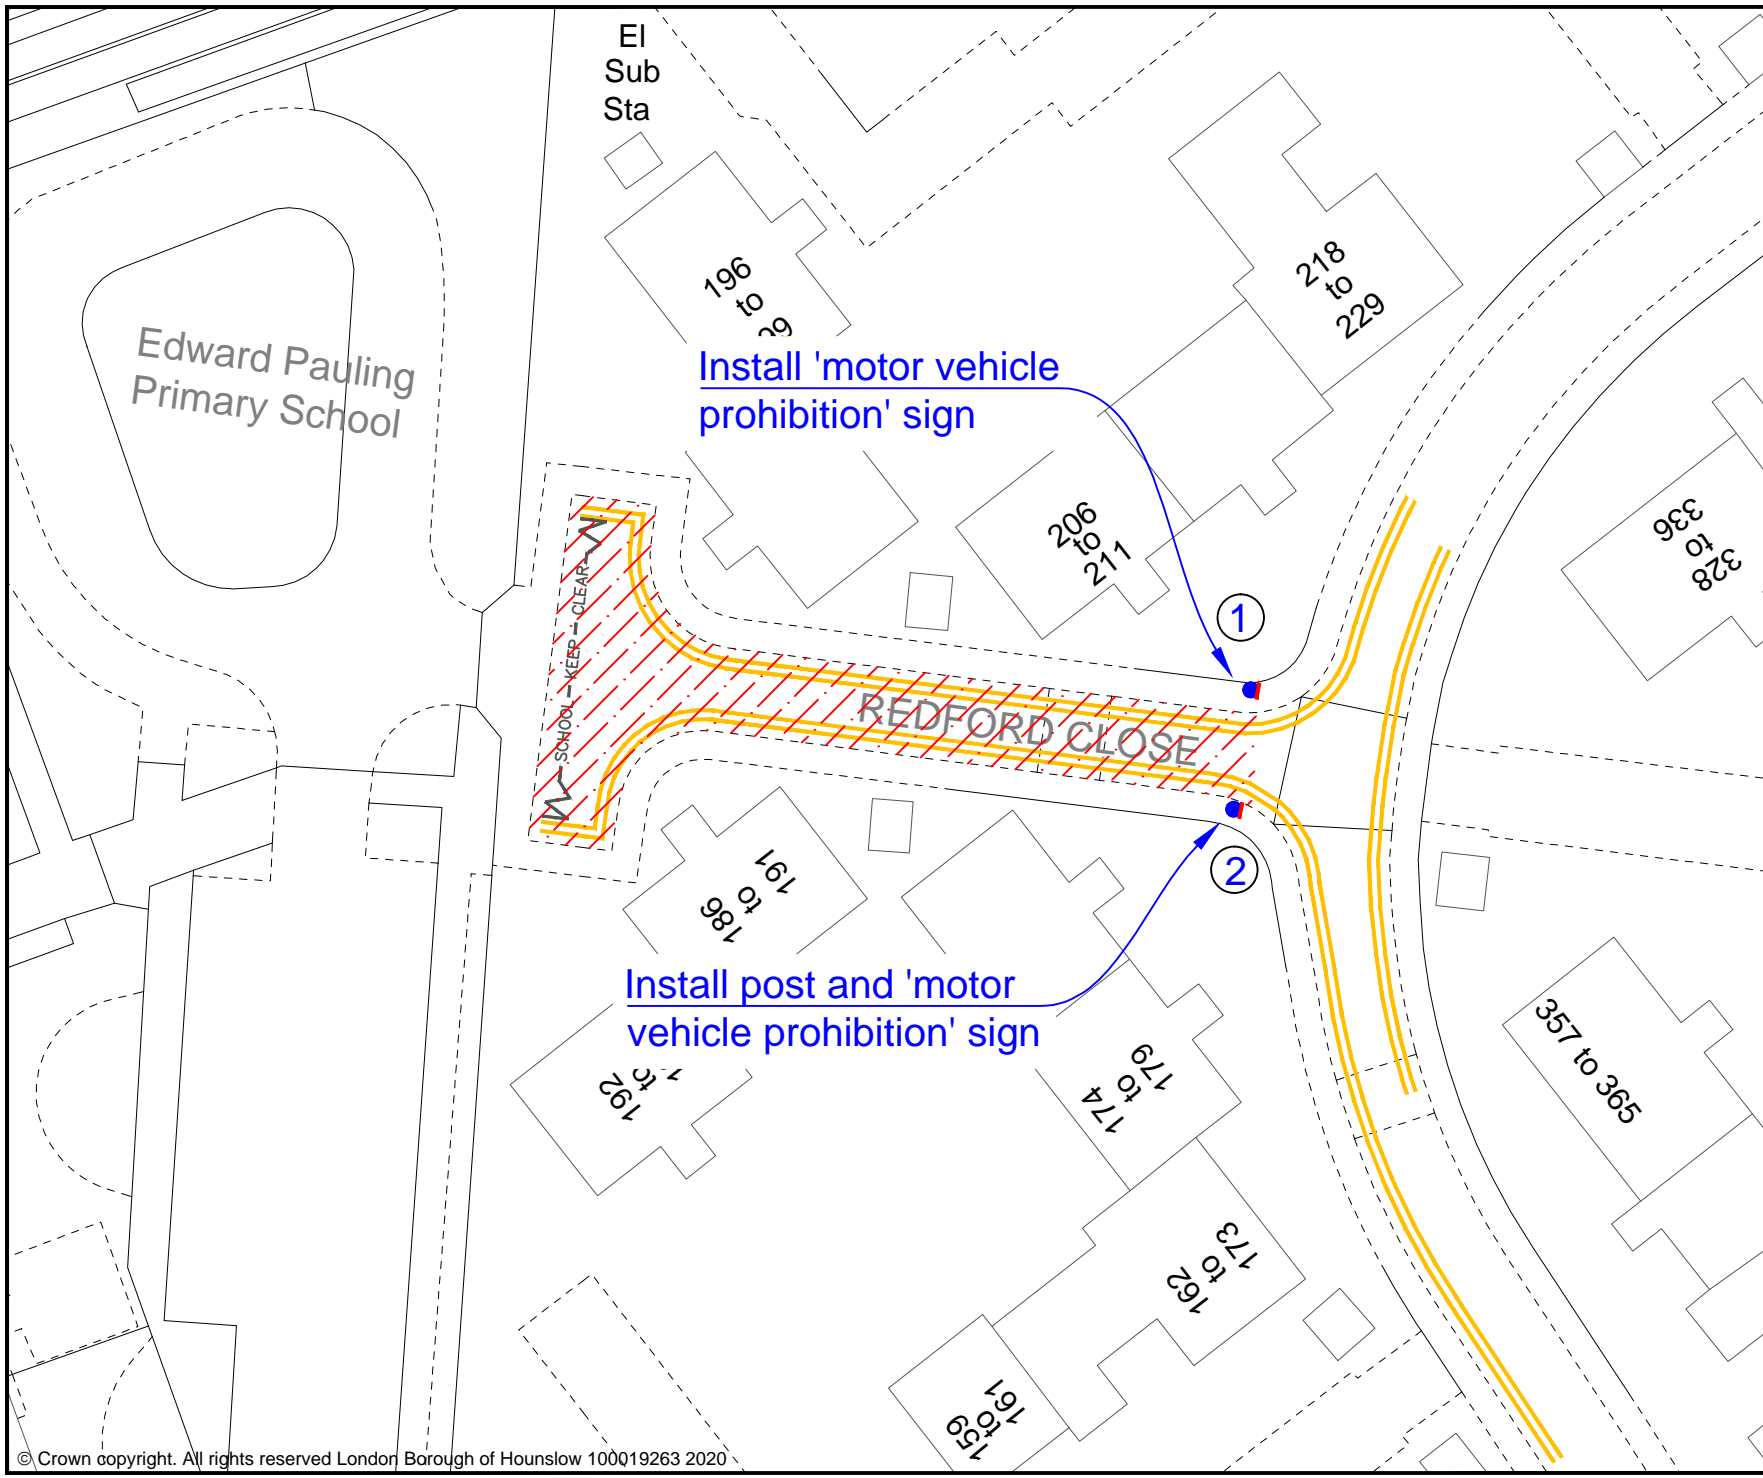 El
Sub
Sta
196
to
218
to
229
Edward Pauling
Primary School
Install 'motor vehicle
prohibition' sign
206
to
211
328
to
336
1
SCHOOL KEEP CLEAR
REDFORD CLOSE
2
186
to
191
Install post and 'motor
vehicle prohibition' sign
192
to
174
to
179
357 to 365
162
to
173
159
to
161
© Crown copyright. All rights reserved London Borough of Hounslow 100019263 2020